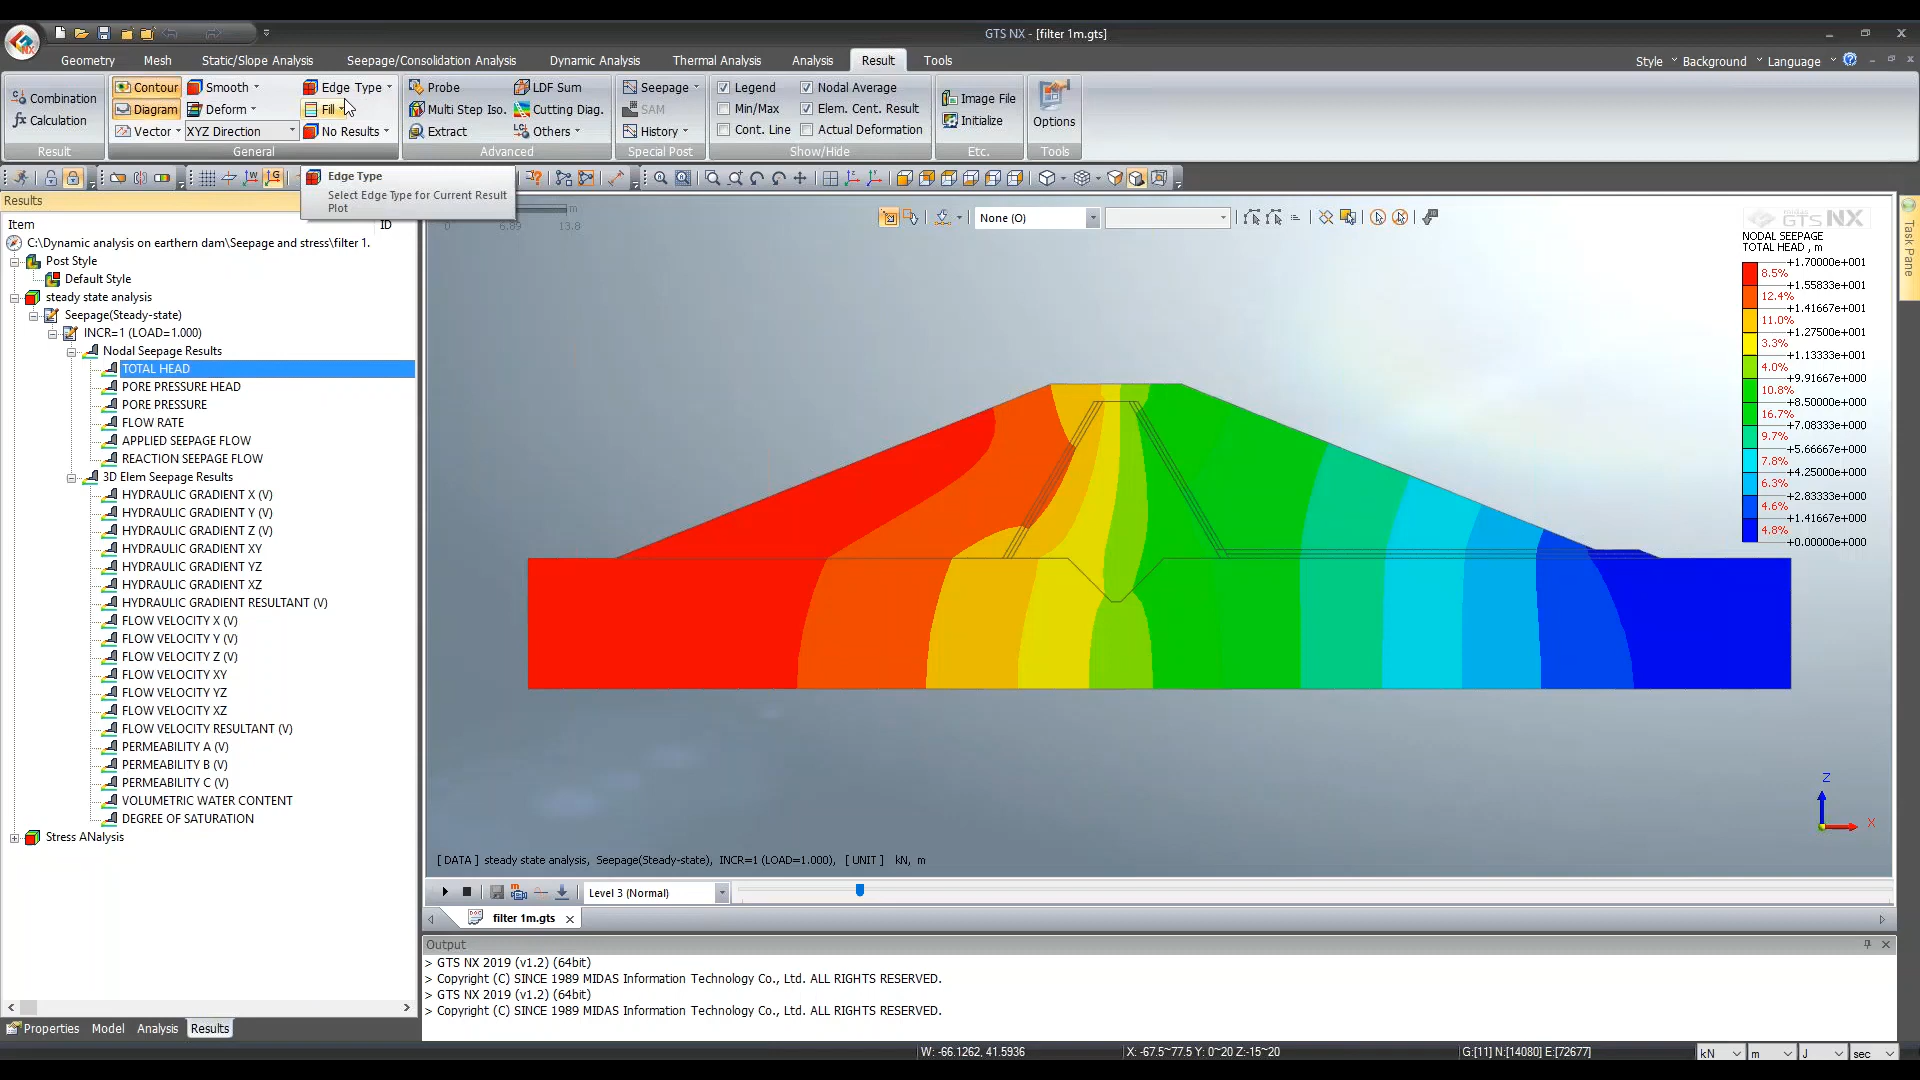 GTS NX - [filter 1m.gts]
Geometry Mesh Static/Slope Analysis Seepage/Consolidation Analysis Dynamic Analysis Thermal Analysis Analysis Result Tools
Style Background Language
Combination
Calculation
Result
Contour Smooth Edge Type
Diagram Deform Fill
Vector XYZ Direction No Results
General
Probe LDF Sum
Multi Step Iso. Cutting Diag.
Extract Others
Advanced
Seepage
SAM
History
Special Post
Legend Nodal Average
Min/Max Elem. Cent. Result
Cont. Line Actual Deformation
Show/Hide
Image File
Initialize
Etc.
Options
Tools
Edge Type
Select Edge Type for Current Result
Plot
Results
Item ID
C:\Dynamic analysis on earthern dam\Seepage and stress\filter 1.
Post Style
Default Style
steady state analysis
Seepage(Steady-state)
INCR=1 (LOAD=1.000)
Nodal Seepage Results
TOTAL HEAD
PORE PRESSURE HEAD
PORE PRESSURE
FLOW RATE
APPLIED SEEPAGE FLOW
REACTION SEEPAGE FLOW
3D Elem Seepage Results
HYDRAULIC GRADIENT X (V)
HYDRAULIC GRADIENT Y (V)
HYDRAULIC GRADIENT Z (V)
HYDRAULIC GRADIENT XY
HYDRAULIC GRADIENT YZ
HYDRAULIC GRADIENT XZ
HYDRAULIC GRADIENT RESULTANT (V)
FLOW VELOCITY X (V)
FLOW VELOCITY Y (V)
FLOW VELOCITY Z (V)
FLOW VELOCITY XY
FLOW VELOCITY YZ
FLOW VELOCITY XZ
FLOW VELOCITY RESULTANT (V)
PERMEABILITY A (V)
PERMEABILITY B (V)
PERMEABILITY C (V)
VOLUMETRIC WATER CONTENT
DEGREE OF SATURATION
Stress ANalysis
Properties Model Analysis Results
m
0 6.89 13.8
None (O)
GTS NX
NODAL SEEPAGE
TOTAL HEAD , m
+1.70000e+001
8.5%
+1.55833e+001
12.4%
+1.41667e+001
11.0%
+1.27500e+001
3.3%
+1.13333e+001
4.0%
+9.91667e+000
10.8%
+8.50000e+000
16.7%
+7.08333e+000
9.7%
+5.66667e+000
7.8%
+4.25000e+000
6.3%
+2.83333e+000
4.6%
+1.41667e+000
4.8%
+0.00000e+000
Task Pane
Z
X
[ DATA ] steady state analysis, Seepage(Steady-state), INCR=1 (LOAD=1.000), [ UNIT ] kN, m
Level 3 (Normal)
filter 1m.gts
Output
> GTS NX 2019 (v1.2) (64bit)
> Copyright (C) SINCE 1989 MIDAS Information Technology Co., Ltd. ALL RIGHTS RESERVED.
> GTS NX 2019 (v1.2) (64bit)
> Copyright (C) SINCE 1989 MIDAS Information Technology Co., Ltd. ALL RIGHTS RESERVED.
W: -66.1262, 41.5936 X: -67.5~77.5 Y: 0~20 Z:-15~20 G:[11] N:[14080] E:[72677] kN m J sec